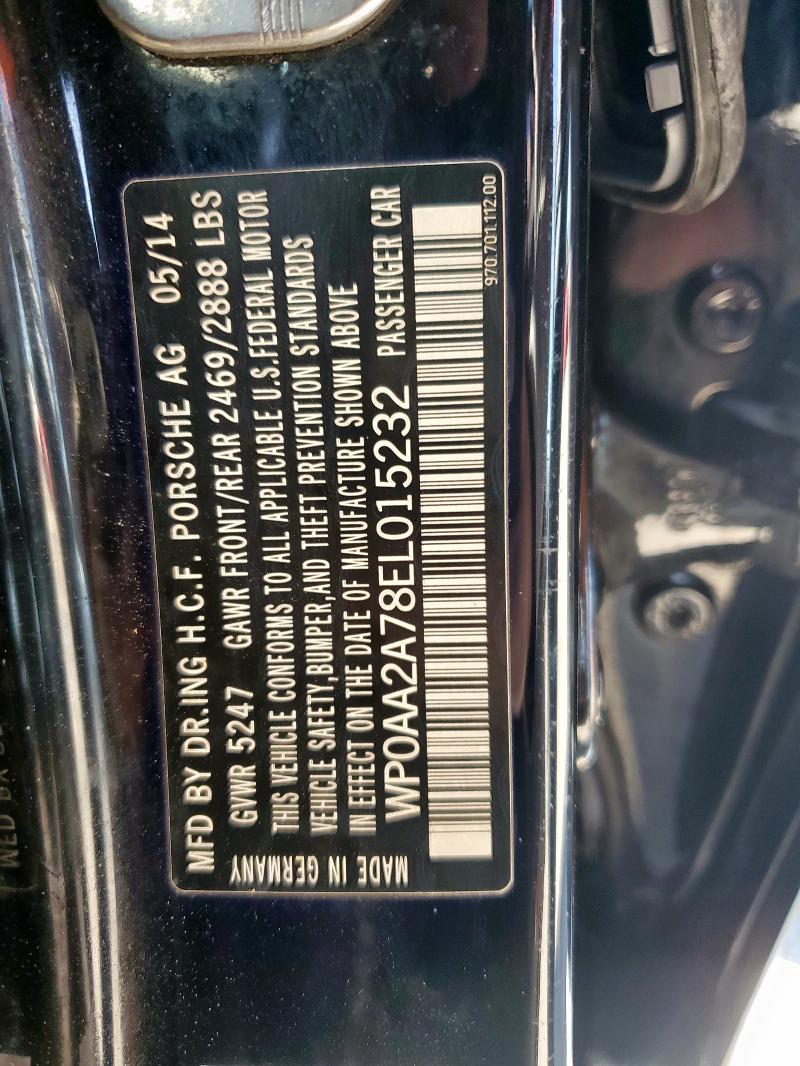 MFD BY DR.ING H.C.F. PORSCHE AG 05/14
GVWR 5247 GAWR FRONT/REAR 2469/2888 LBS
THIS VEHICLE CONFORMS TO ALL APPLICABLE U.S.FEDERAL MOTOR
VEHICLE SAFETY,BUMPER,AND THEFT PREVENTION STANDARDS
IN EFFECT ON THE DATE OF MANUFACTURE SHOWN ABOVE
WP0AA2A78EL015232 PASSENGER CAR
MADE IN GERMANY
970.701.112.00